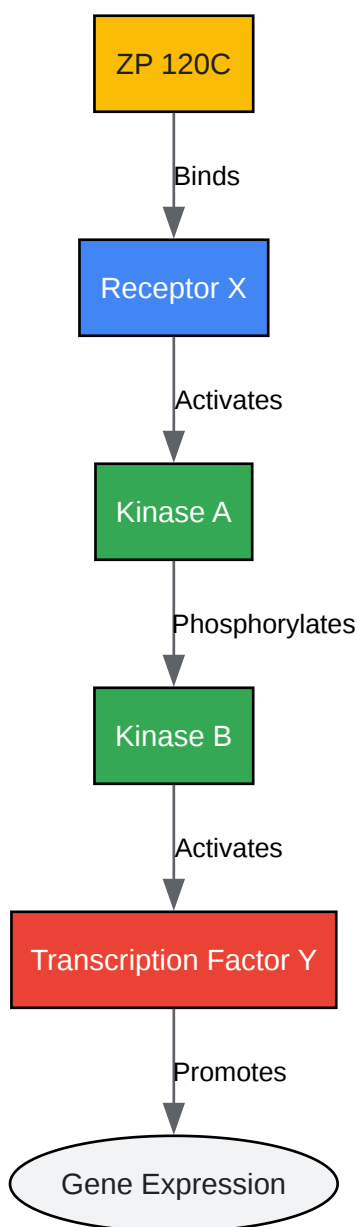 ZP 120C
Binds
Receptor X
Activates
Kinase A
Phosphorylates
Kinase B
Activates
Transcription Factor Y
Promotes
Gene Expression